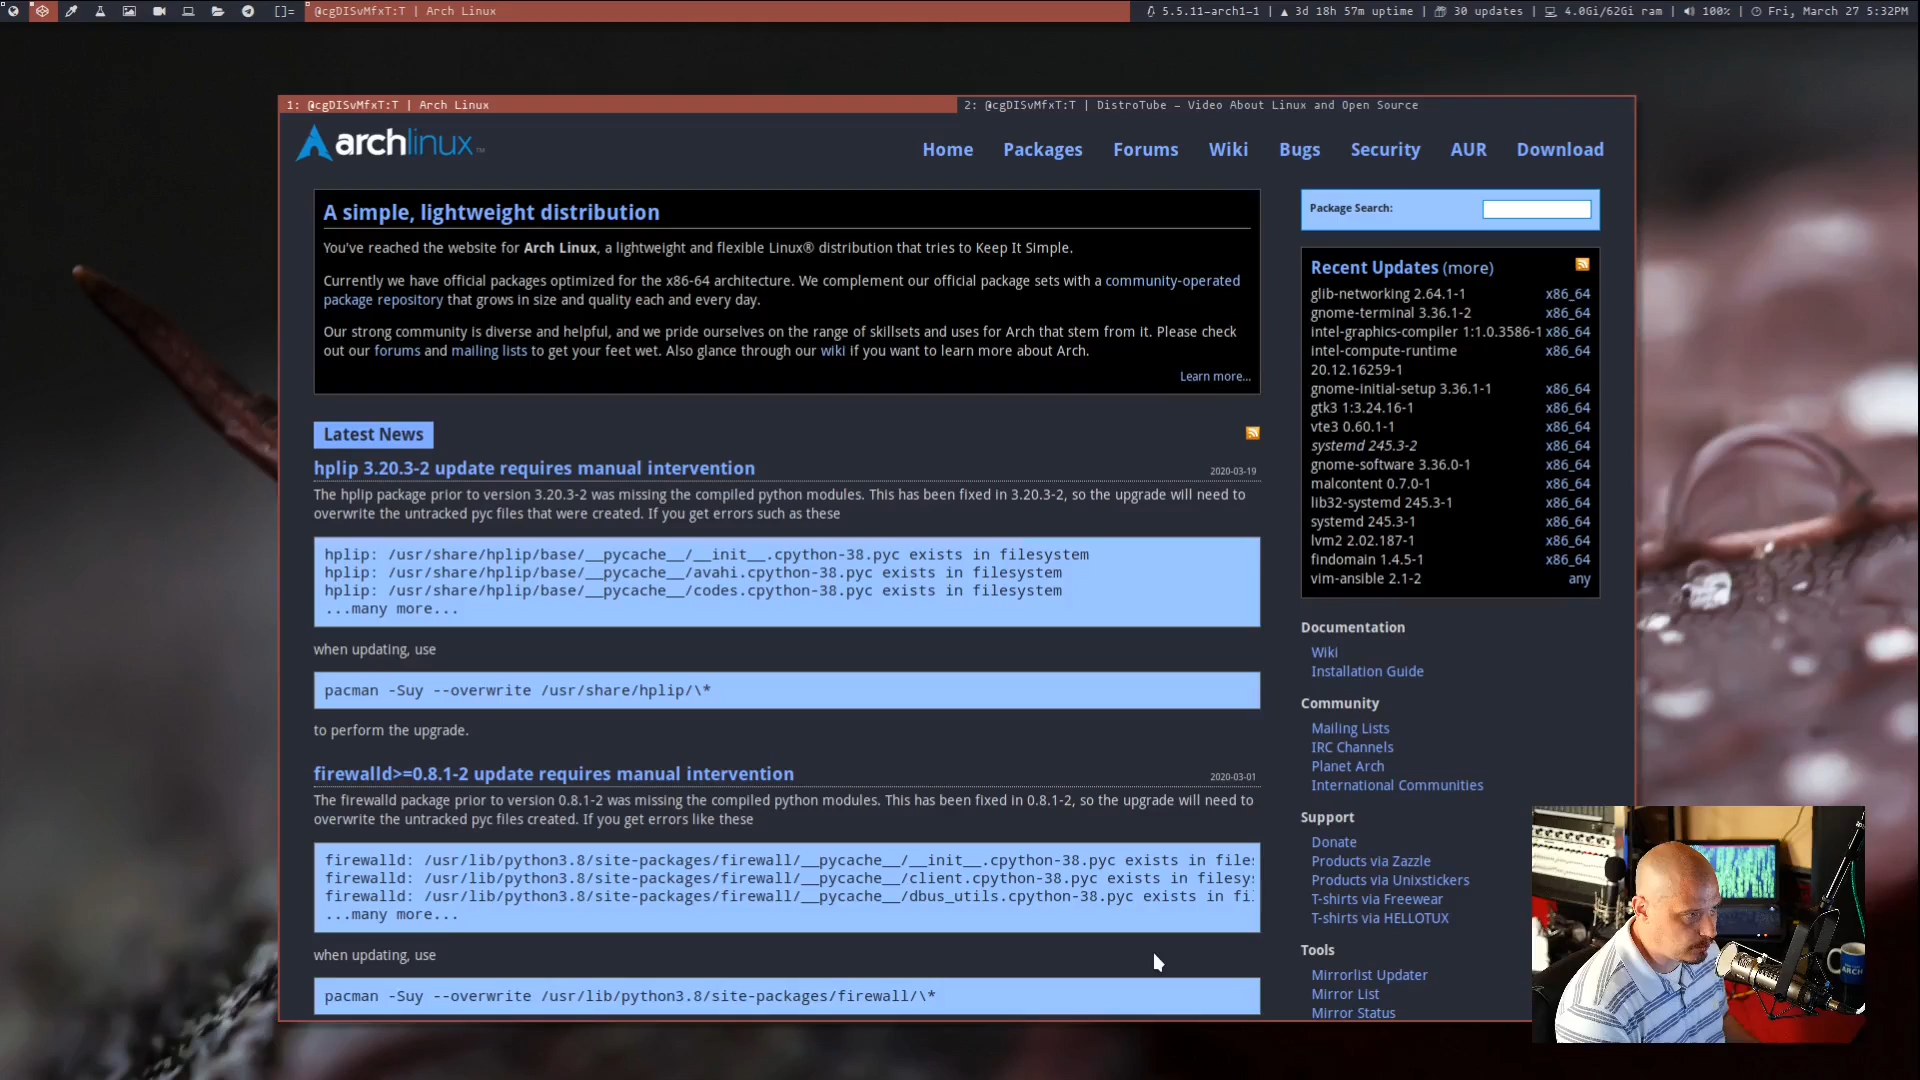 []= @cgDISvMfxT:T | Arch Linux 5.5.11-arch1-1 | ▲ 3d 18h 57m uptime | 30 updates | 4.0Gi/62Gi ram | 100% | Fri, March 27 5:32PM
1: @cgDISvMfxT:T | Arch Linux 2: @cgDISvMfxT:T | DistroTube – Video About Linux and Open Source
archlinux™
Home Packages Forums Wiki Bugs Security AUR Download
A simple, lightweight distribution
You've reached the website for Arch Linux, a lightweight and flexible Linux® distribution that tries to Keep It Simple.
Currently we have official packages optimized for the x86-64 architecture. We complement our official package sets with a community-operated
package repository that grows in size and quality each and every day.
Our strong community is diverse and helpful, and we pride ourselves on the range of skillsets and uses for Arch that stem from it. Please check
out our forums and mailing lists to get your feet wet. Also glance through our wiki if you want to learn more about Arch.
Learn more...
Latest News
hplip 3.20.3-2 update requires manual intervention 2020-03-19
The hplip package prior to version 3.20.3-2 was missing the compiled python modules. This has been fixed in 3.20.3-2, so the upgrade will need to
overwrite the untracked pyc files that were created. If you get errors such as these
hplip: /usr/share/hplip/base/__pycache__/__init__.cpython-38.pyc exists in filesystem
hplip: /usr/share/hplip/base/__pycache__/avahi.cpython-38.pyc exists in filesystem
hplip: /usr/share/hplip/base/__pycache__/codes.cpython-38.pyc exists in filesystem
...many more...
when updating, use
pacman -Suy --overwrite /usr/share/hplip/\*
to perform the upgrade.
firewalld>=0.8.1-2 update requires manual intervention 2020-03-01
The firewalld package prior to version 0.8.1-2 was missing the compiled python modules. This has been fixed in 0.8.1-2, so the upgrade will need to
overwrite the untracked pyc files created. If you get errors like these
firewalld: /usr/lib/python3.8/site-packages/firewall/__pycache__/__init__.cpython-38.pyc exists in files
firewalld: /usr/lib/python3.8/site-packages/firewall/__pycache__/client.cpython-38.pyc exists in filesy
firewalld: /usr/lib/python3.8/site-packages/firewall/__pycache__/dbus_utils.cpython-38.pyc exists in fi
...many more...
when updating, use
pacman -Suy --overwrite /usr/lib/python3.8/site-packages/firewall/\*
Package Search:
Recent Updates (more)
glib-networking 2.64.1-1 x86_64
gnome-terminal 3.36.1-2 x86_64
intel-graphics-compiler 1:1.0.3586-1 x86_64
intel-compute-runtime x86_64
20.12.16259-1
gnome-initial-setup 3.36.1-1 x86_64
gtk3 1:3.24.16-1 x86_64
vte3 0.60.1-1 x86_64
systemd 245.3-2 x86_64
gnome-software 3.36.0-1 x86_64
malcontent 0.7.0-1 x86_64
lib32-systemd 245.3-1 x86_64
systemd 245.3-1 x86_64
lvm2 2.02.187-1 x86_64
findomain 1.4.5-1 x86_64
vim-ansible 2.1-2 any
Documentation
Wiki
Installation Guide
Community
Mailing Lists
IRC Channels
Planet Arch
International Communities
Support
Donate
Products via Zazzle
Products via Unixstickers
T-shirts via Freewear
T-shirts via HELLOTUX
Tools
Mirrorlist Updater
Mirror List
Mirror Status
ARCH